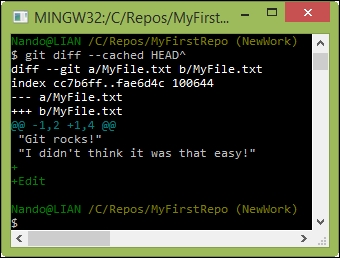 MINGW32:/C/Repos/MyFirst...
Nando@LIAN /C/Repos/MyFirstRepo (NewWork)
$ git diff --cached HEAD^
diff --git a/MyFile.txt b/MyFile.txt
index cc7b6ff..fae6d4c 100644
--- a/MyFile.txt
+++ b/MyFile.txt
@@ -1,2 +1,4 @@
 "Git rocks!"
 "I didn't think it was that easy!"
+
+Edit
Nando@LIAN /C/Repos/MyFirstRepo (NewWork)
$